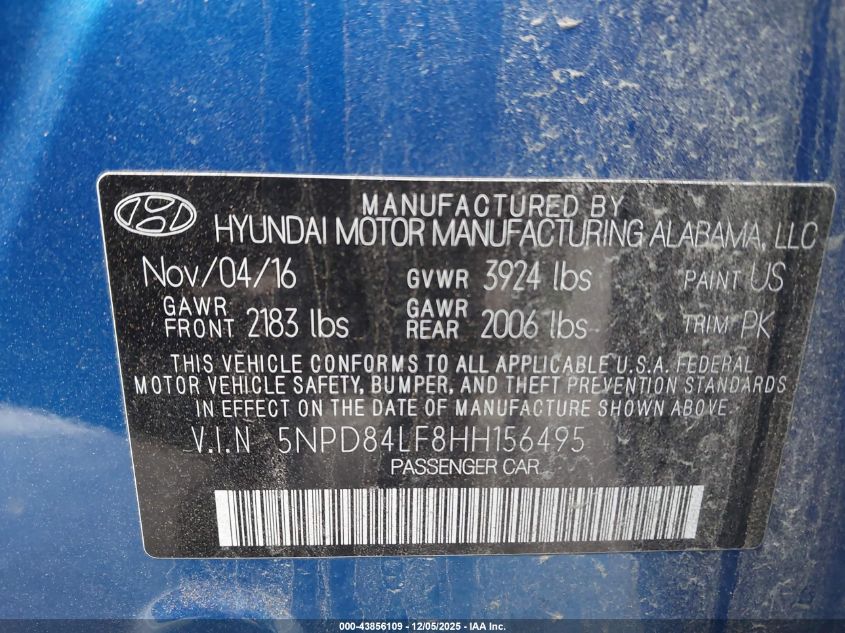 MANUFACTURED BY
HYUNDAI MOTOR MANUFACTURING ALABAMA, LLC
Nov/04/16 GVWR 3924 lbs PAINT US
GAWR FRONT 2183 lbs GAWR REAR 2006 lbs TRIM PK
THIS VEHICLE CONFORMS TO ALL APPLICABLE U.S.A. FEDERAL
MOTOR VEHICLE SAFETY, BUMPER, AND THEFT PREVENTION STANDARDS
IN EFFECT ON THE DATE OF MANUFACTURE SHOWN ABOVE.
V.I.N 5NPD84LF8HH156495
PASSENGER CAR
000-43856109 - 12/05/2025 - IAA Inc.